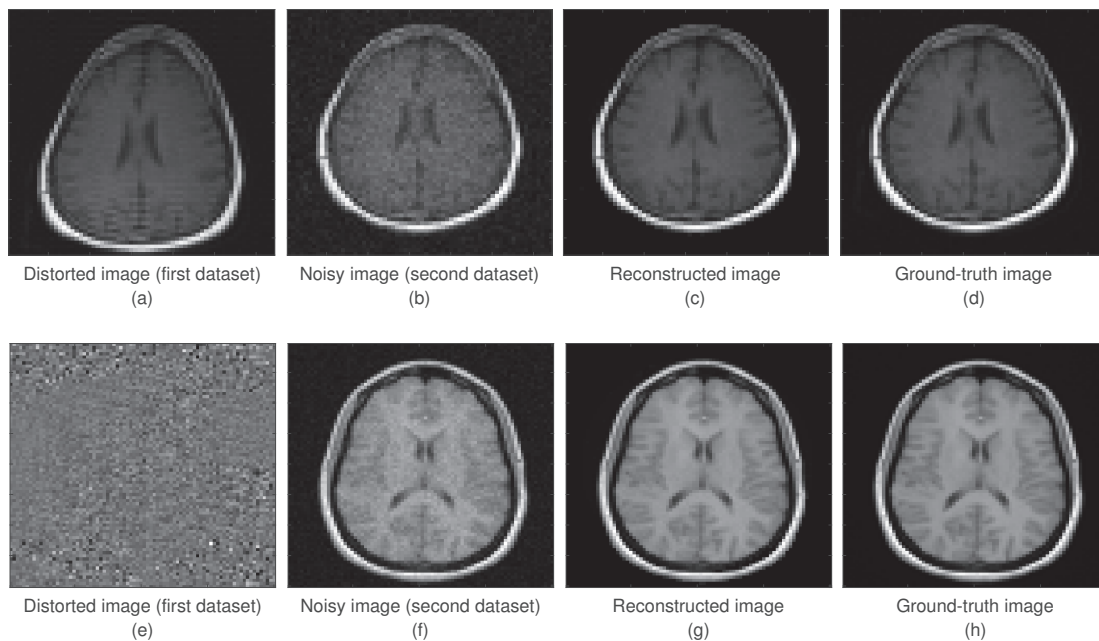 Distorted image (first dataset)
(a)
Noisy image (second dataset)
(b)
Reconstructed image
(c)
Ground-truth image
(d)
Distorted image (first dataset)
(e)
Noisy image (second dataset)
(f)
Reconstructed image
(g)
Ground-truth image
(h)